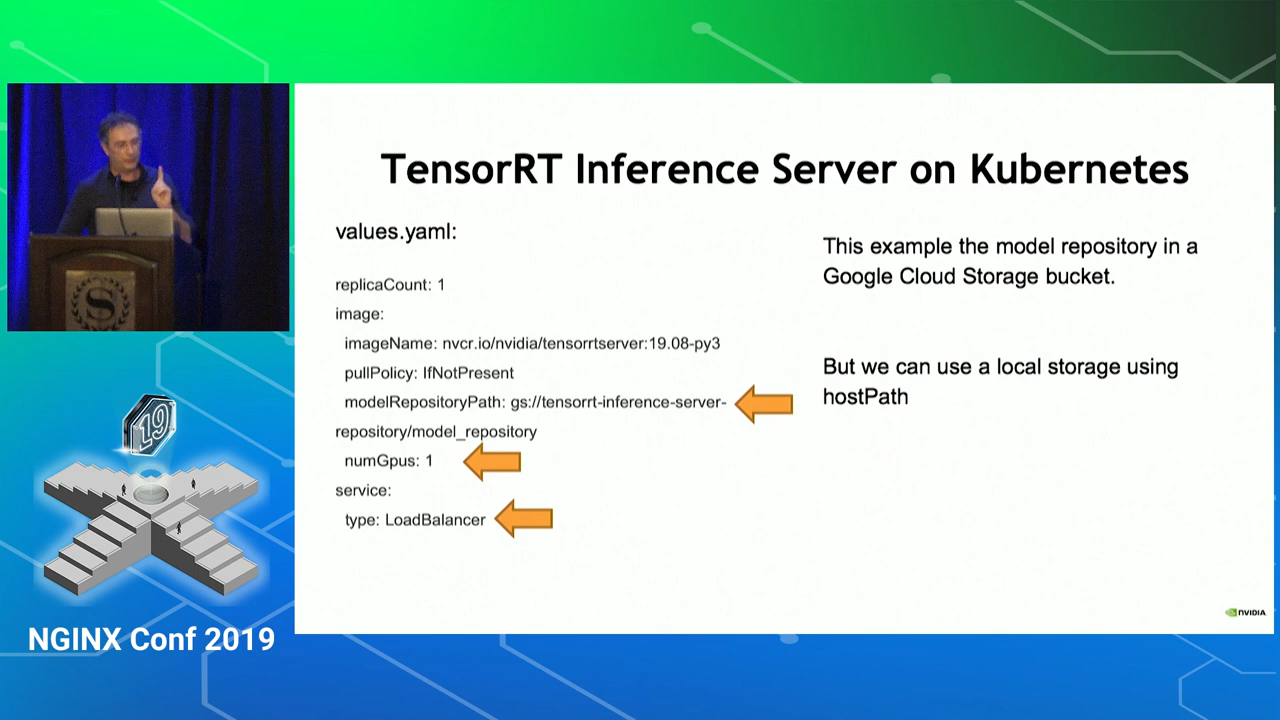 TensorRT Inference Server on Kubernetes
values.yaml:
replicaCount: 1
image:
imageName: nvcr.io/nvidia/tensorrtserver:19.08-py3
pullPolicy: IfNotPresent
modelRepositoryPath: gs://tensorrt-inference-server-
repository/model_repository
numGpus: 1
service:
type: LoadBalancer
This example the model repository in a
Google Cloud Storage bucket.
But we can use a local storage using
hostPath
NVIDIA
S
19
NGINX Conf 2019